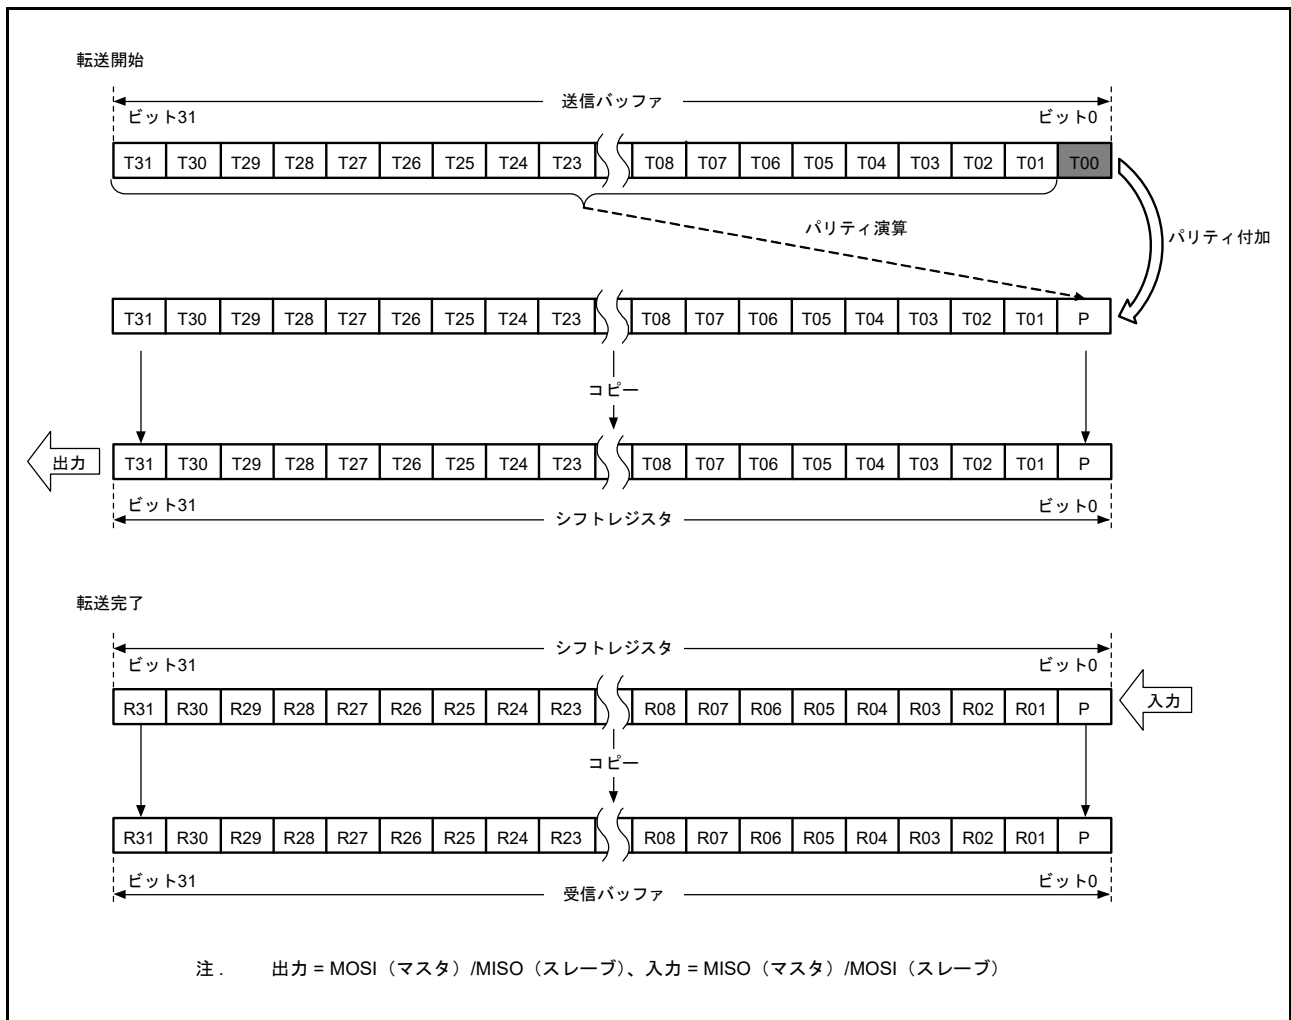 転送開始
送信バッファ
ビット31 ビット0
T31 T30 T29 T28 T27 T26 T25 T24 T23 T08 T07 T06 T05 T04 T03 T02 T01 T00
パリティ演算
パリティ付加
T31 T30 T29 T28 T27 T26 T25 T24 T23 T08 T07 T06 T05 T04 T03 T02 T01 P
コピー
出力 T31 T30 T29 T28 T27 T26 T25 T24 T23 T08 T07 T06 T05 T04 T03 T02 T01 P
ビット31 ビット0
シフトレジスタ
転送完了
シフトレジスタ
ビット31 ビット0
R31 R30 R29 R28 R27 R26 R25 R24 R23 R08 R07 R06 R05 R04 R03 R02 R01 P 入力
コピー
R31 R30 R29 R28 R27 R26 R25 R24 R23 R08 R07 R06 R05 R04 R03 R02 R01 P
ビット31 ビット0
受信バッファ
注. 出力 = MOSI（マスタ）/MISO（スレーブ）、入力 = MISO（マスタ）/MOSI（スレーブ）